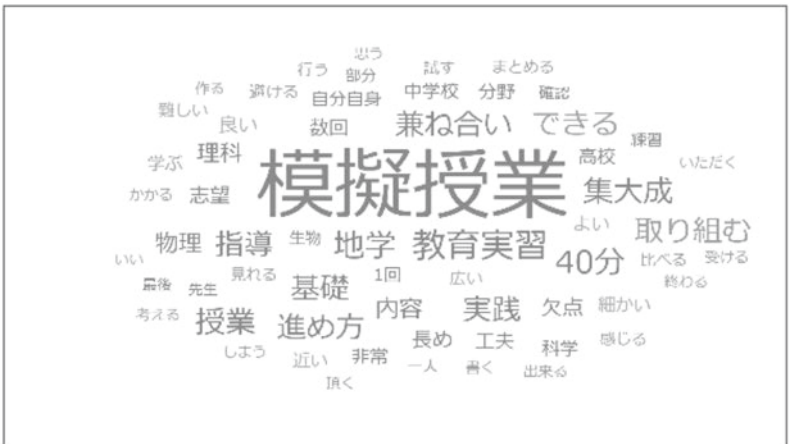 思う
行う 部分 試す まとめる
作る 避ける 自分自身 中学校 分野 確認
難しい 良い 数回 兼ね合い できる
学ぶ 理科 模擬授業 高校 練習 いただく
かかる 志望 集大成
物理 指導 生物 地学 教育実習 よい 取り組む
いい 40分 比べる 受ける
最後 先生 見れる 基礎 1回 広い 終わる
考える 授業 進め方 内容 実践 欠点 細かい
しよう 近い 非常 長め 工夫 科学 感じる
頂く 一人 書く 出来る